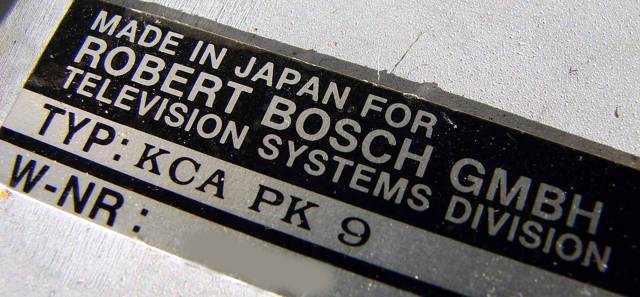 MADE IN JAPAN FOR
ROBERT BOSCH GMBH
TELEVISION SYSTEMS DIVISION
TYP: KCA PK 9
W-NR :